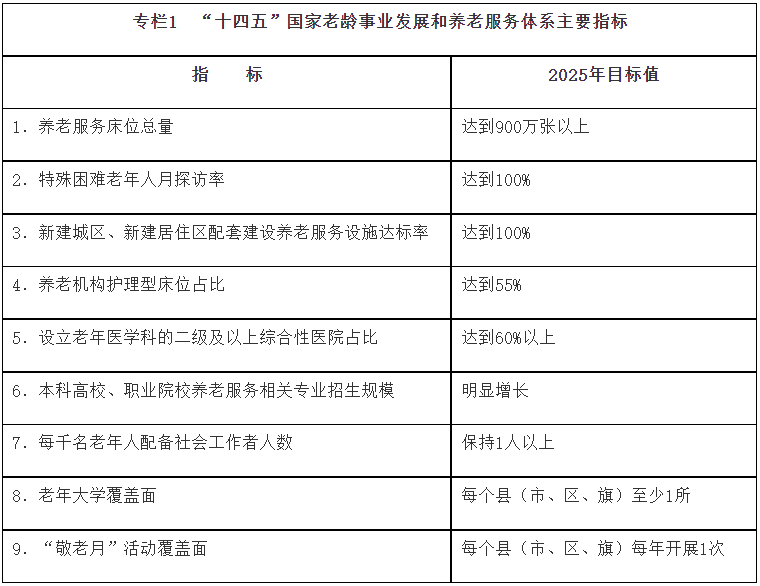 专栏1 “十四五”国家老龄事业发展和养老服务体系主要指标
指 标 2025年目标值
1. 养老服务床位总量 达到900万张以上
2. 特殊困难老年人月探访率 达到100%
3. 新建城区、新建居住区配套建设养老服务设施达标率 达到100%
4. 养老机构护理型床位占比 达到55%
5. 设立老年医学科的二级及以上综合性医院占比 达到60%以上
6. 本科高校、职业院校养老服务相关专业招生规模 明显增长
7. 每千名老年人配备社会工作者人数 保持1人以上
8. 老年大学覆盖面 每个县（市、区、旗）至少1所
9. “敬老月”活动覆盖面 每个县（市、区、旗）每年开展1次